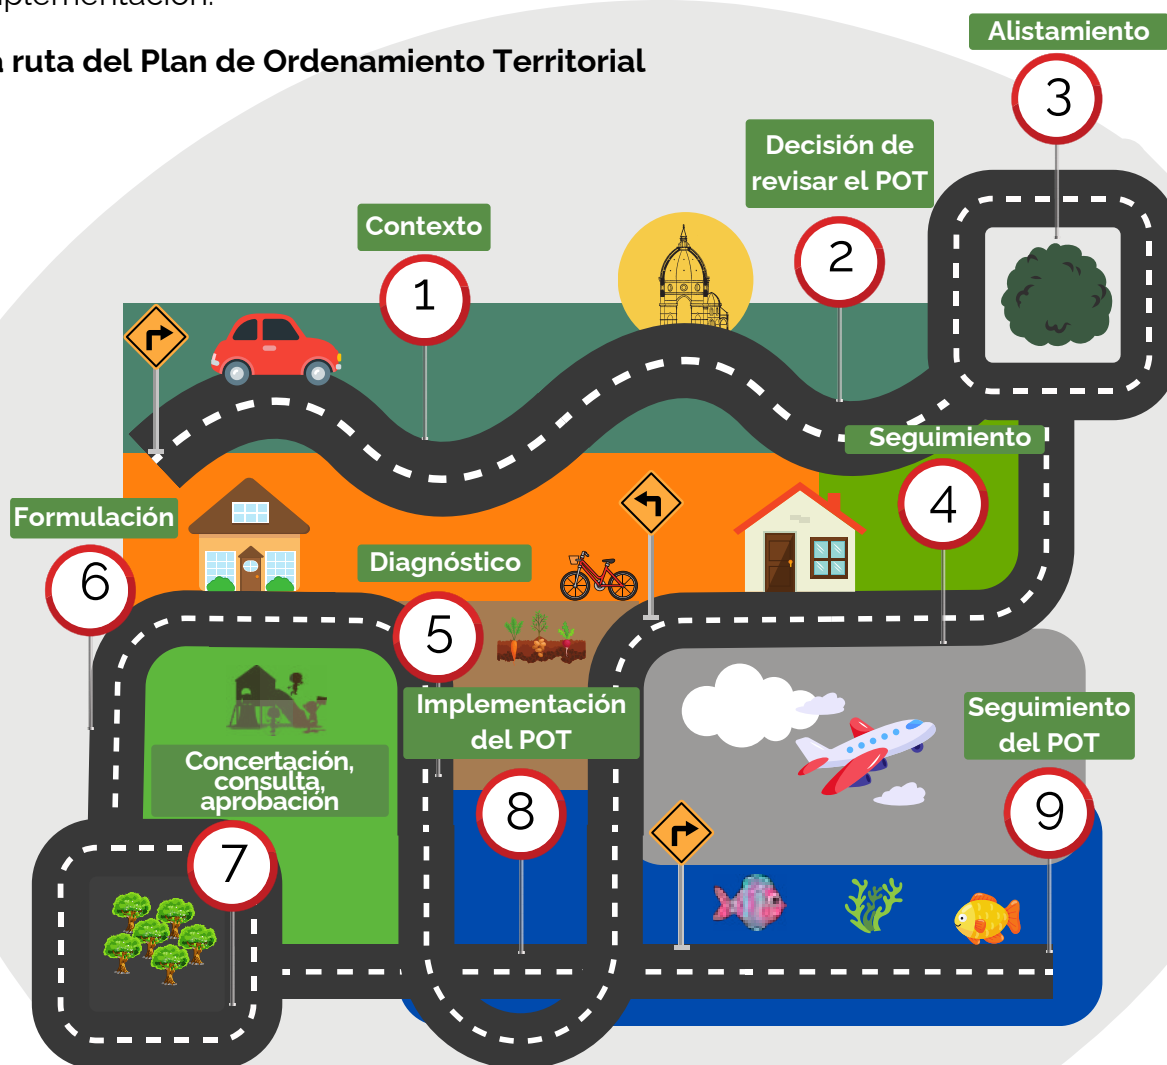 ruta del Plan de Ordenamiento Territorial
Alistamiento
3
Decisión de
revisar el POT
2
Contexto
1
Seguimiento
4
Formulación
6
Diagnóstico
5
Implementación
del POT
8
Seguimiento
del POT
9
Concertación,
consulta,
aprobación
7